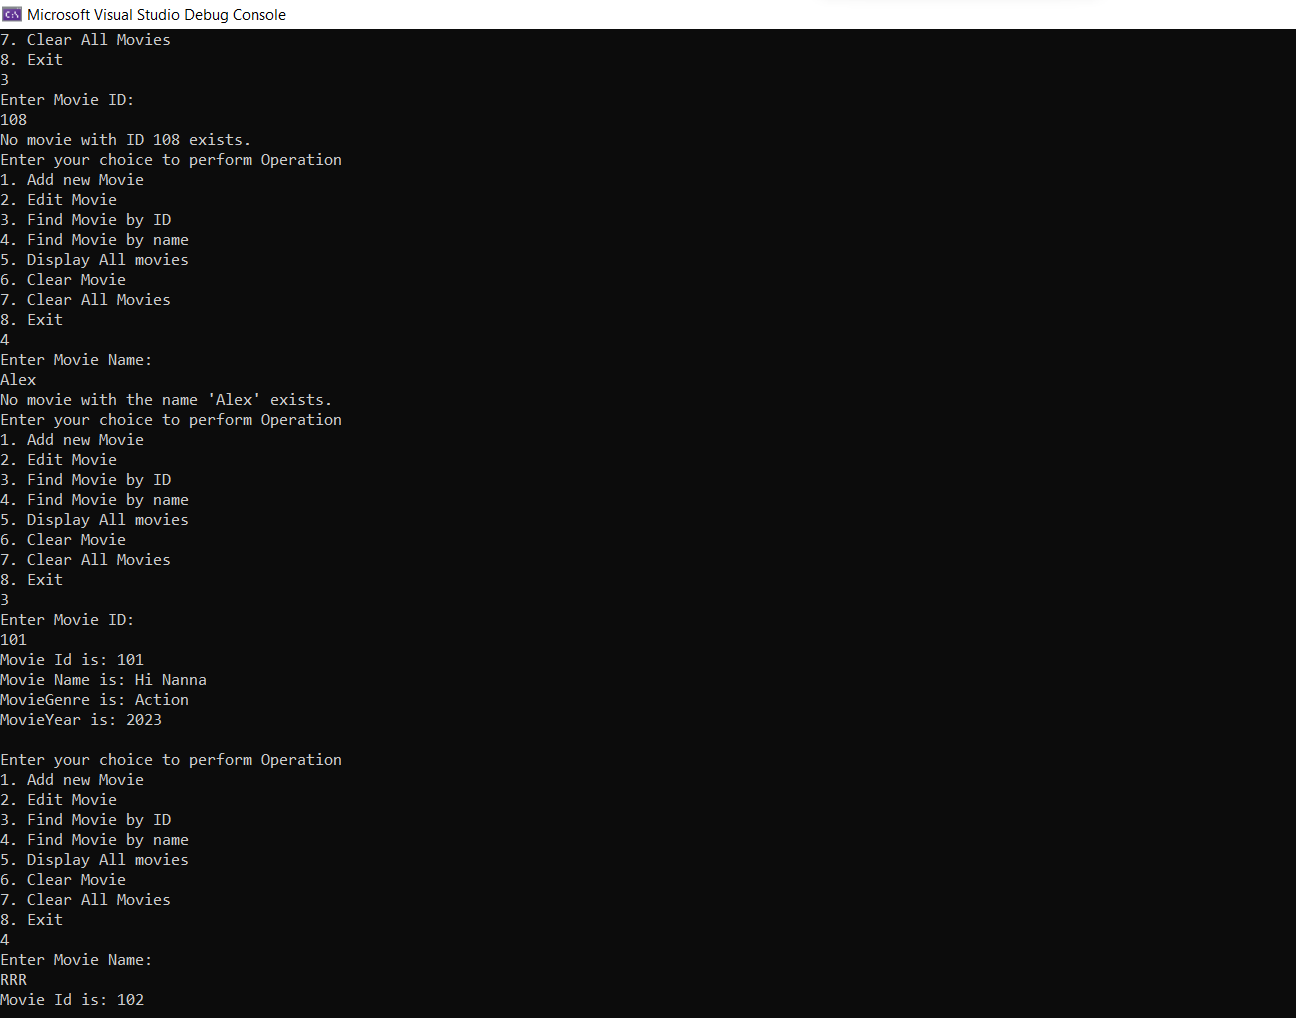 Microsoft Visual Studio Debug Console
7. Clear All Movies
8. Exit
3
Enter Movie ID:
108
No movie with ID 108 exists.
Enter your choice to perform Operation
1. Add new Movie
2. Edit Movie
3. Find Movie by ID
4. Find Movie by name
5. Display All movies
6. Clear Movie
7. Clear All Movies
8. Exit
4
Enter Movie Name:
Alex
No movie with the name 'Alex' exists.
Enter your choice to perform Operation
1. Add new Movie
2. Edit Movie
3. Find Movie by ID
4. Find Movie by name
5. Display All movies
6. Clear Movie
7. Clear All Movies
8. Exit
3
Enter Movie ID:
101
Movie Id is: 101
Movie Name is: Hi Nanna
MovieGenre is: Action
MovieYear is: 2023

Enter your choice to perform Operation
1. Add new Movie
2. Edit Movie
3. Find Movie by ID
4. Find Movie by name
5. Display All movies
6. Clear Movie
7. Clear All Movies
8. Exit
4
Enter Movie Name:
RRR
Movie Id is: 102